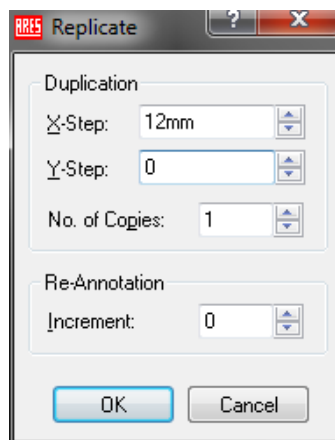 ARES Replicate ? X
Duplication
X-Step: 12mm
Y-Step: 0
No. of Copies: 1
Re-Annotation
Increment: 0
OK Cancel